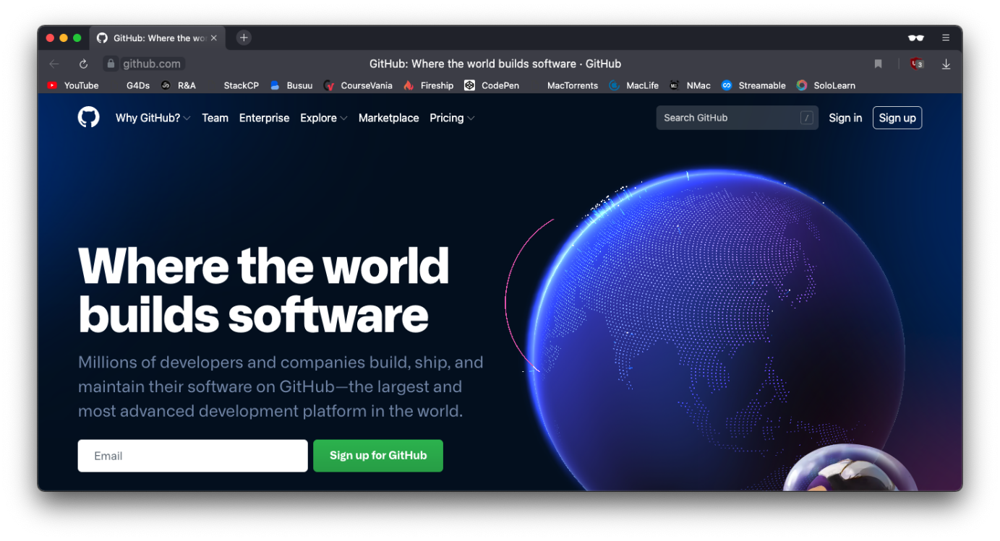 GitHub: Where the wo
github.com
GitHub: Where the world builds software · GitHub
3
YouTube G4Ds R&A StackCP Busuu CourseVania Fireship CodePen MacTorrents MacLife NMac Streamable SoloLearn
Why GitHub? Team Enterprise Explore Marketplace Pricing
Search GitHub / Sign in Sign up
Where the world
builds software
Millions of developers and companies build, ship, and
maintain their software on GitHub—the largest and
most advanced development platform in the world.
Email Sign up for GitHub